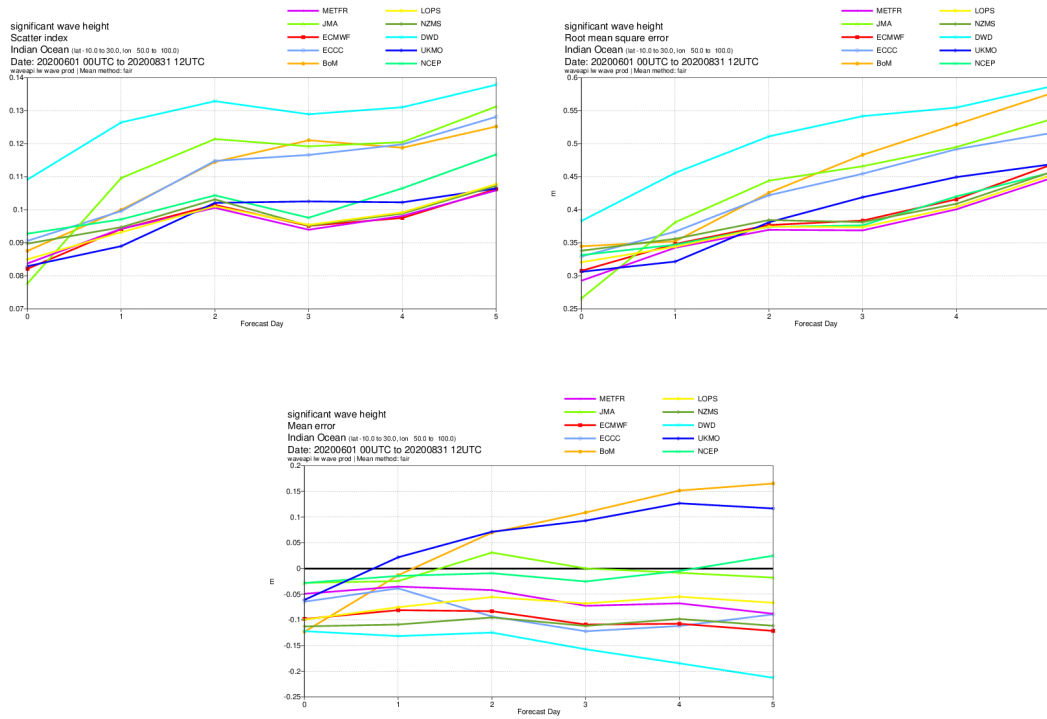 significant wave height
Scatter index
Indian Ocean (lat -10.0 to 30.0, lon 50.0 to 100.0)
Date: 20200601 00UTC to 20200831 12UTC
waveapi lw wave prod | Mean method: fair
METFR
JMA
ECMWF
ECCC
BoM
LOPS
NZMS
DWD
UKMO
NCEP
0.14
0.13
0.12
0.11
0.1
0.09
0.08
0.07
0 1 2 3 4 5
Forecast Day
significant wave height
Root mean square error
Indian Ocean (lat -10.0 to 30.0, lon 50.0 to 100.0)
Date: 20200601 00UTC to 20200831 12UTC
waveapi lw wave prod | Mean method: fair
METFR
JMA
ECMWF
ECCC
BoM
LOPS
NZMS
DWD
UKMO
NCEP
0.6
0.55
0.5
0.45
0.4
0.35
0.3
0.25
m
0 1 2 3 4
Forecast Day
significant wave height
Mean error
Indian Ocean (lat -10.0 to 30.0, lon 50.0 to 100.0)
Date: 20200601 00UTC to 20200831 12UTC
waveapi lw wave prod | Mean method: fair
METFR
JMA
ECMWF
ECCC
BoM
LOPS
NZMS
DWD
UKMO
NCEP
0.2
0.15
0.1
0.05
0
-0.05
-0.1
-0.15
-0.2
-0.25
m
0 1 2 3 4 5
Forecast Day